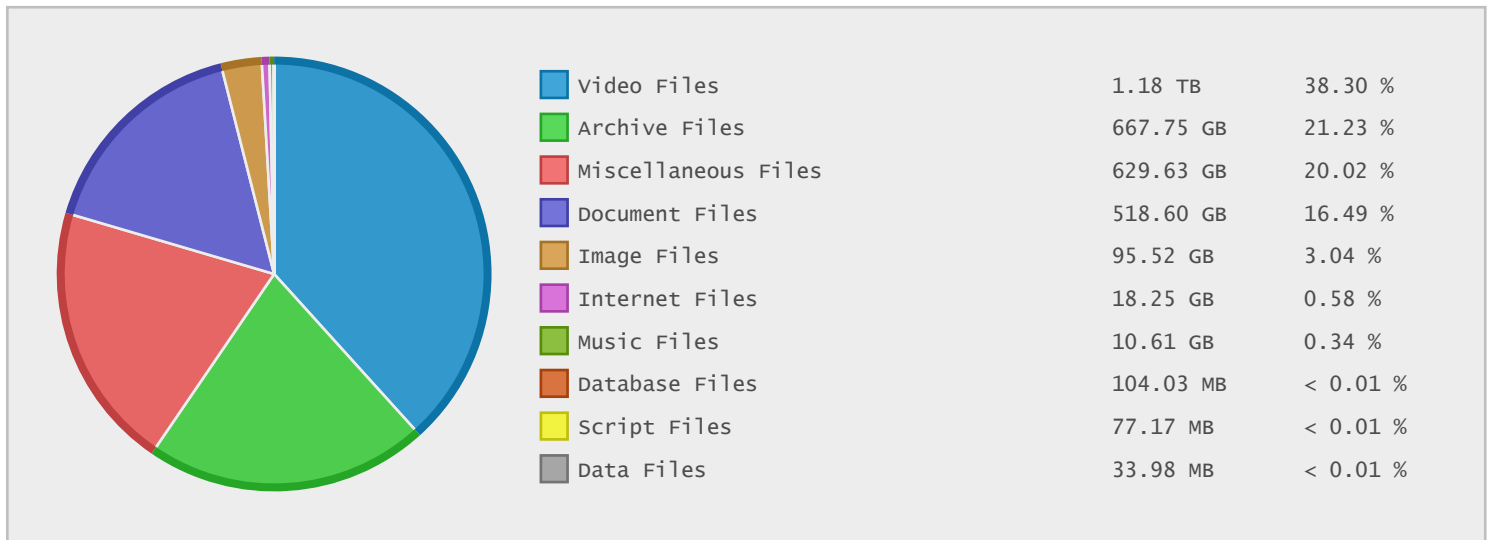 Video Files 1.18 TB 38.30 %
Archive Files 667.75 GB 21.23 %
Miscellaneous Files 629.63 GB 20.02 %
Document Files 518.60 GB 16.49 %
Image Files 95.52 GB 3.04 %
Internet Files 18.25 GB 0.58 %
Music Files 10.61 GB 0.34 %
Database Files 104.03 MB < 0.01 %
Script Files 77.17 MB < 0.01 %
Data Files 33.98 MB < 0.01 %